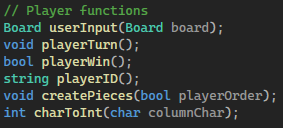 // Player functions
Board userInput(Board board);
void playerTurn();
bool playerWin();
string playerID();
void createPieces(bool playerOrder);
int charToInt(char columnChar);